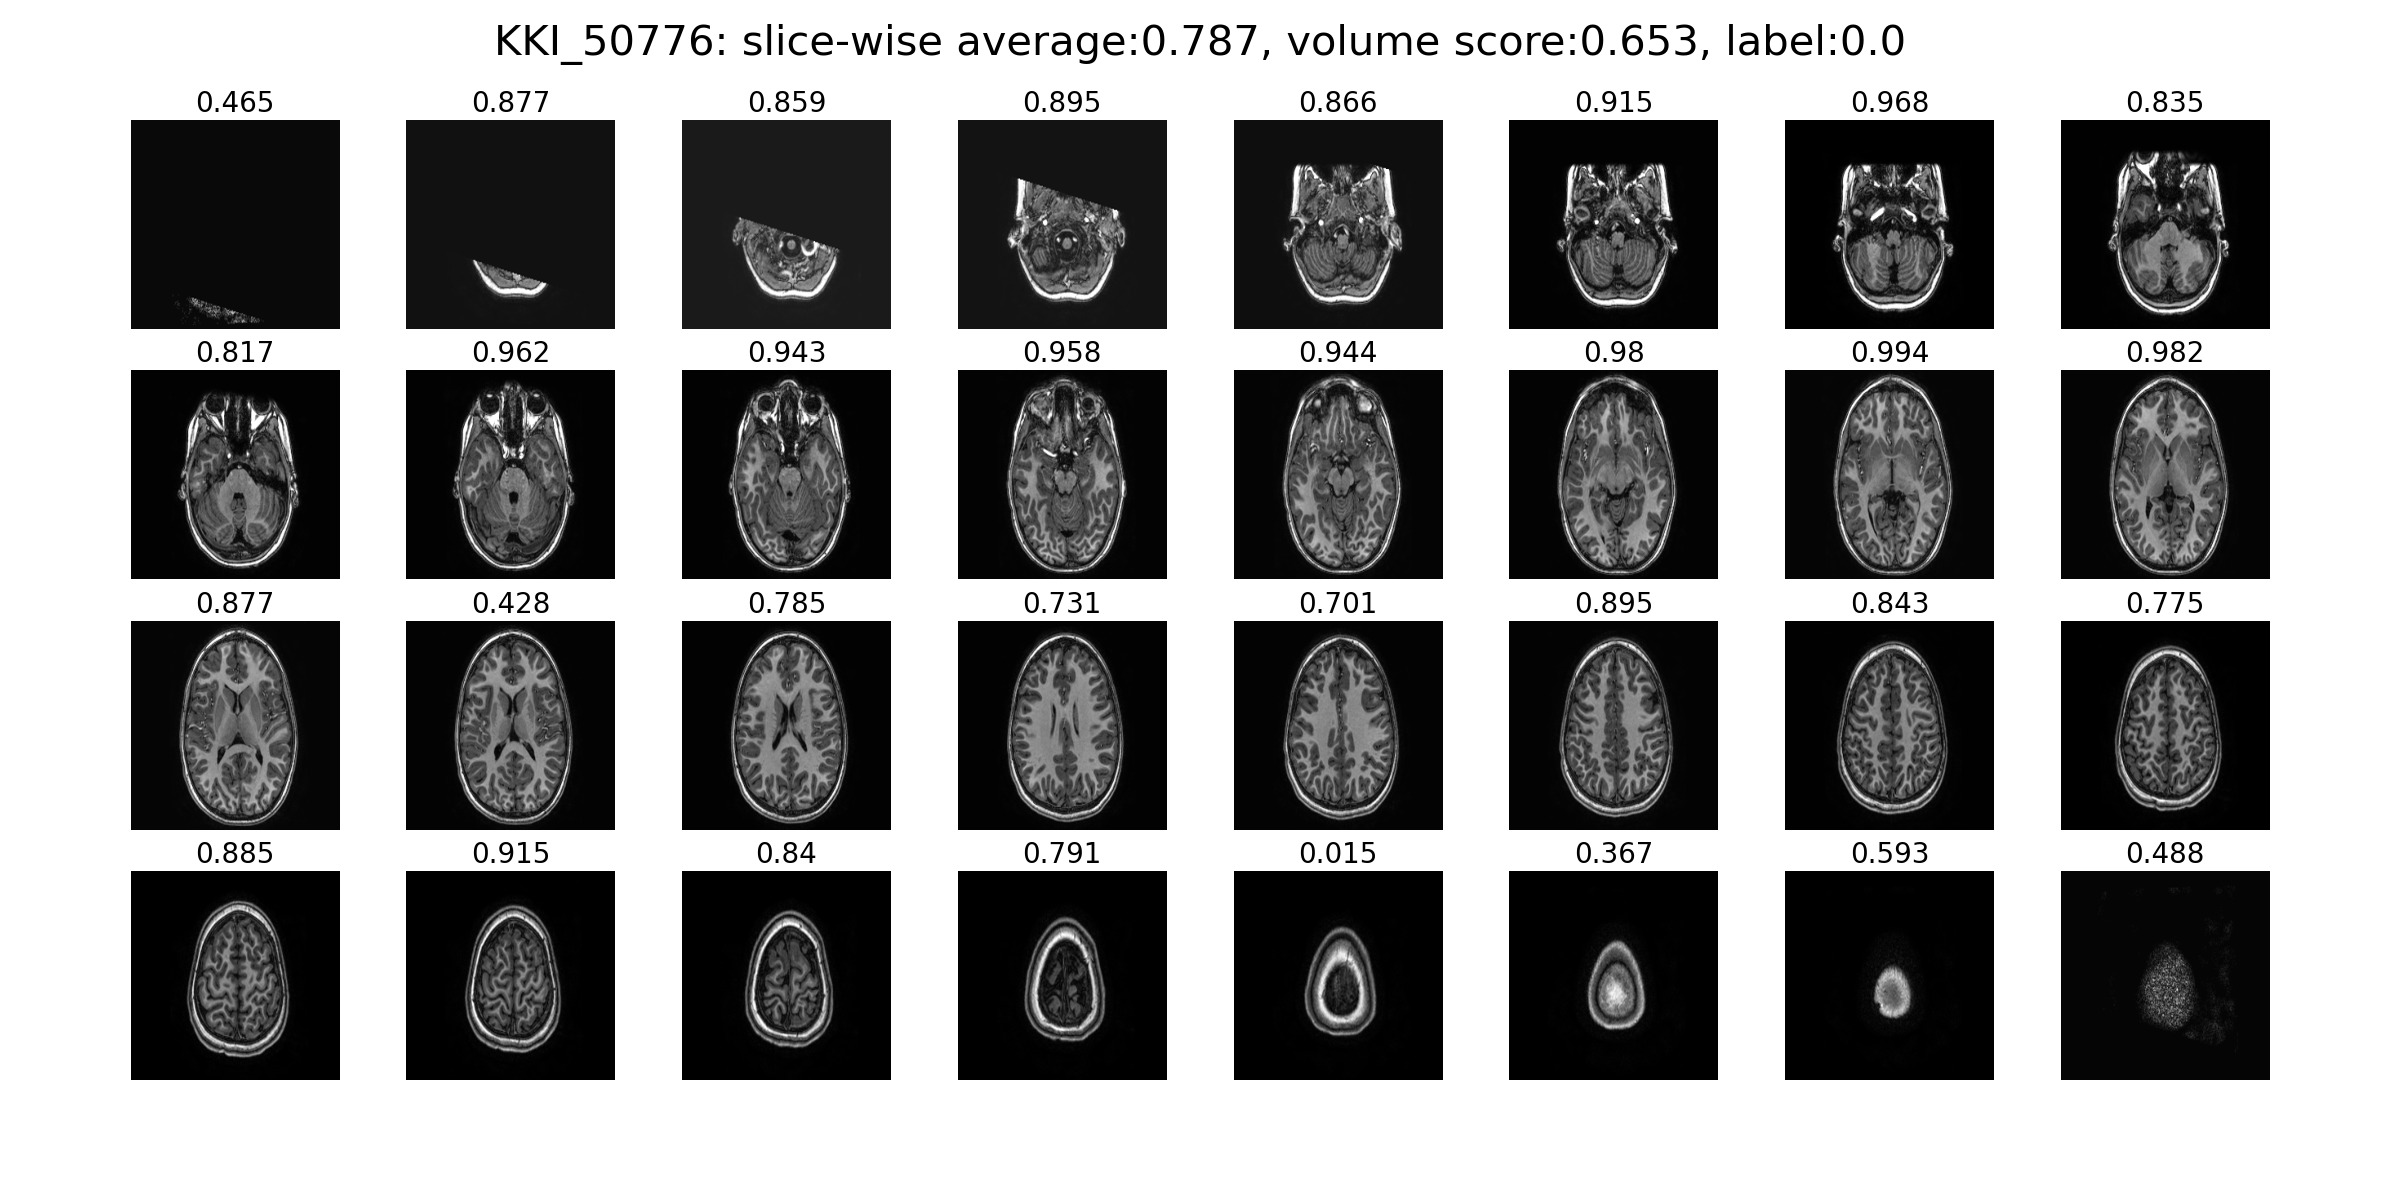 KKI_50776: slice-wise average:0.787, volume score:0.653, label:0.0
0.465 0.877 0.859 0.895 0.866 0.915 0.968 0.835
0.817 0.962 0.943 0.958 0.944 0.98 0.994 0.982
0.877 0.428 0.785 0.731 0.701 0.895 0.843 0.775
0.885 0.915 0.84 0.791 0.015 0.367 0.593 0.488